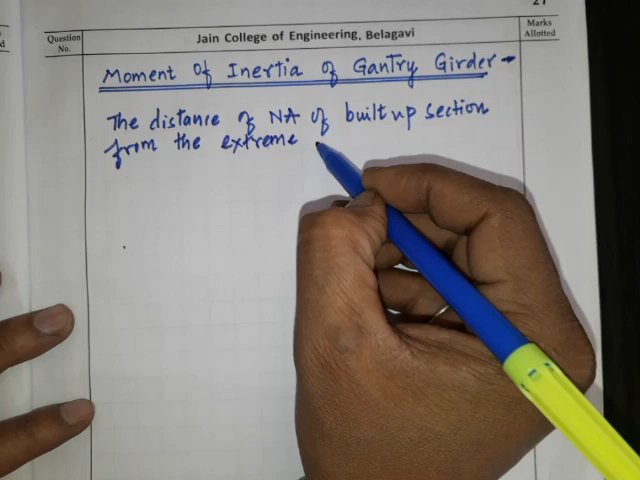 27
Question No.
Jain College of Engineering, Belagavi
Marks Allotted
Moment Of Inertia Of Gantry Girder -
The distance of NA of built up section
from the extreme